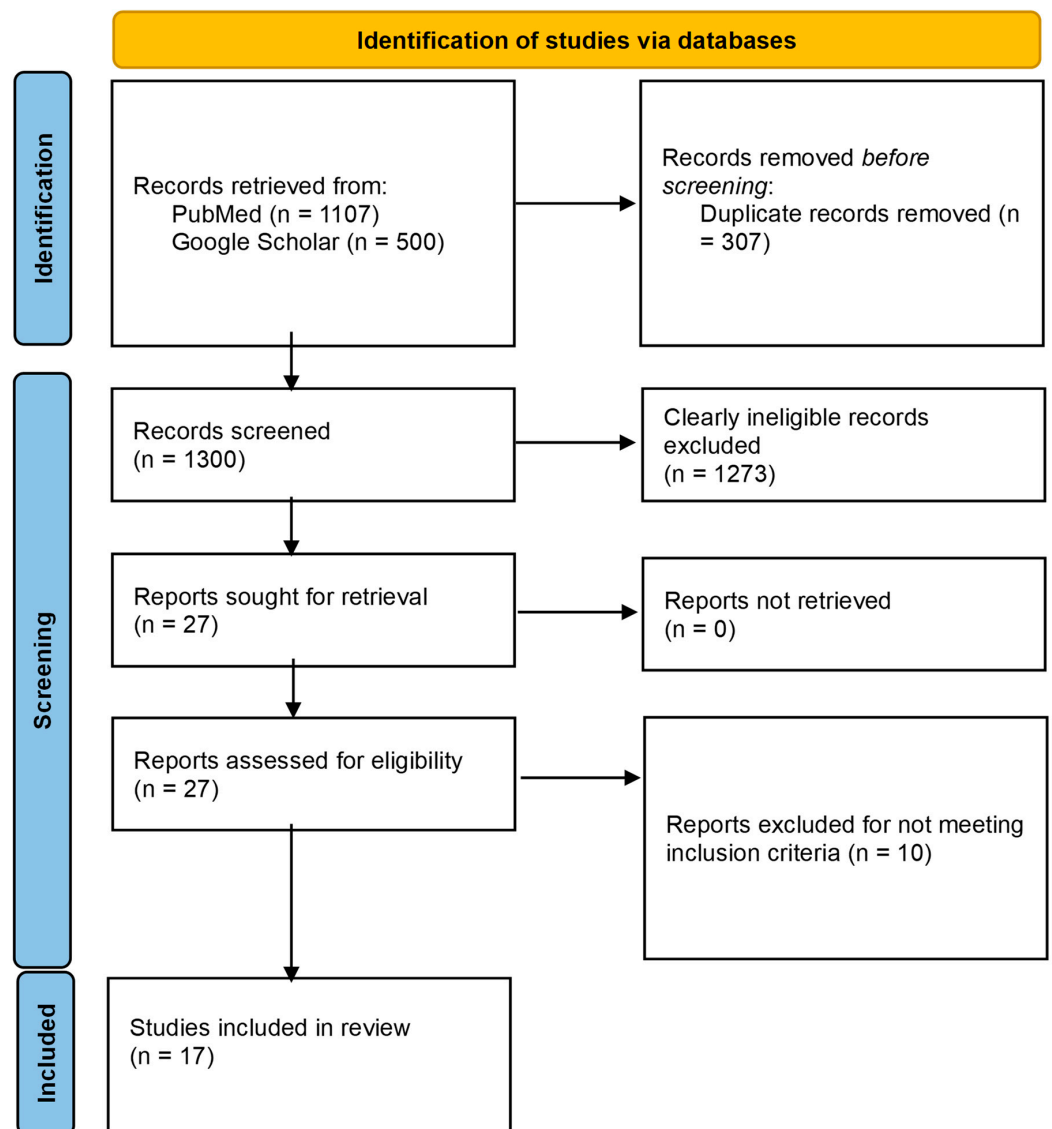 Identification of studies via databases
Identification
Records retrieved from:
PubMed (n = 1107)
Google Scholar (n = 500)
Records removed before
screening:
Duplicate records removed (n
= 307)
Screening
Records screened
(n = 1300)
Clearly ineligible records
excluded
(n = 1273)
Reports sought for retrieval
(n = 27)
Reports not retrieved
(n = 0)
Reports assessed for eligibility
(n = 27)
Reports excluded for not meeting
inclusion criteria (n = 10)
Included
Studies included in review
(n = 17)